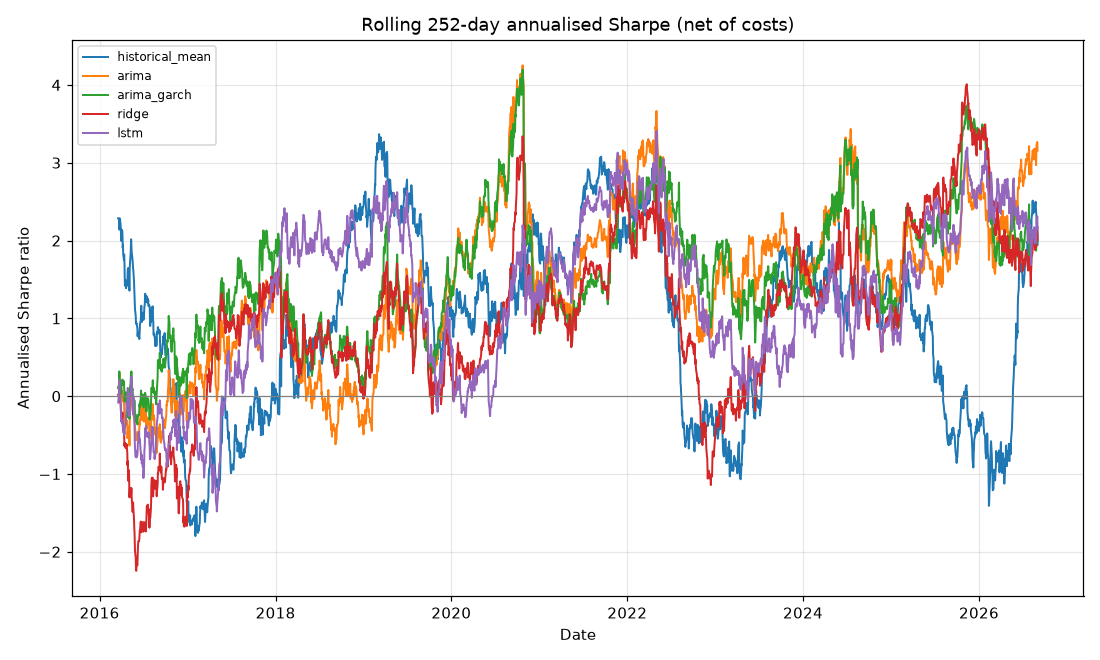 Rolling 252-day annualised Sharpe (net of costs)
historical_mean
arima
arima_garch
ridge
lstm
Annualised Sharpe ratio
4
3
2
1
0
−1
−2
2016
2018
2020
2022
2024
2026
Date